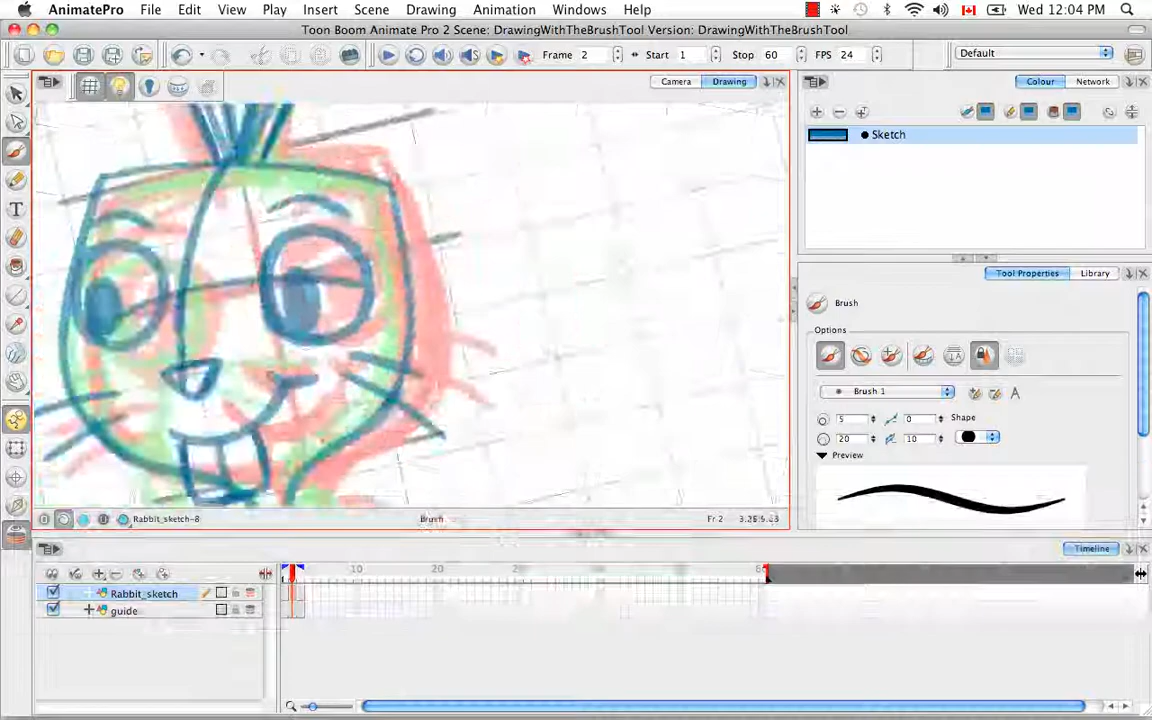 AnimatePro File Edit View Play Insert Scene Drawing Animation Windows Help Wed 12:04 PM
Toon Boom Animate Pro 2 Scene: DrawingWithTheBrushTool Version: DrawingWithTheBrushTool
Frame 2 Start 1 Stop 60 FPS 24 Default
Camera Drawing Colour Network
Sketch
Tool Properties Library
Brush
Options
Brush 1
5 0 Shape
20 10
Preview
Rabbit_sketch-8 Brush Fr 2
Timeline
10 20 30 40 50
Rabbit_sketch
guide